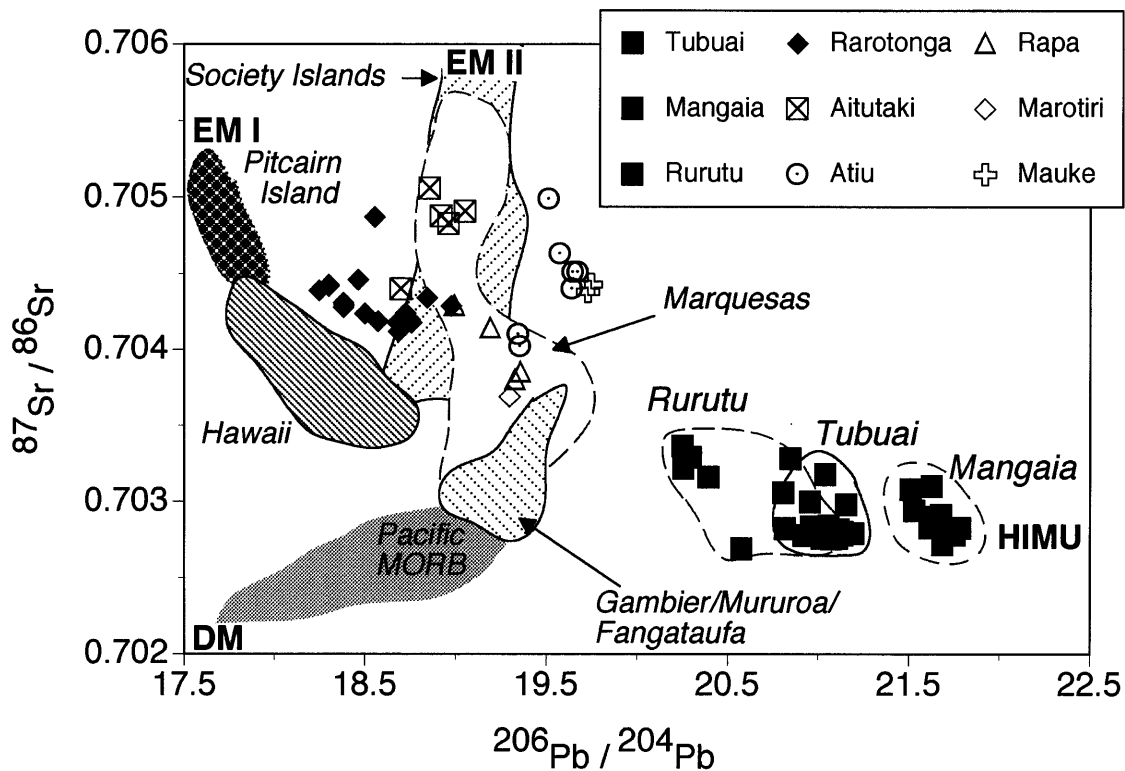 0.706
0.705
0.704
0.703
0.702
87Sr / 86Sr
17.5 18.5 19.5 20.5 21.5 22.5
206Pb / 204Pb
Tubuai Rarotonga Rapa
Mangaia Aitutaki Marotiri
Rurutu Atiu Mauke
EM II
Society Islands
EM I
Pitcairn
Island
Marquesas
Hawaii
Rurutu
Tubuai
Mangaia
HIMU
Pacific
MORB
Gambier/Mururoa/
Fangataufa
DM